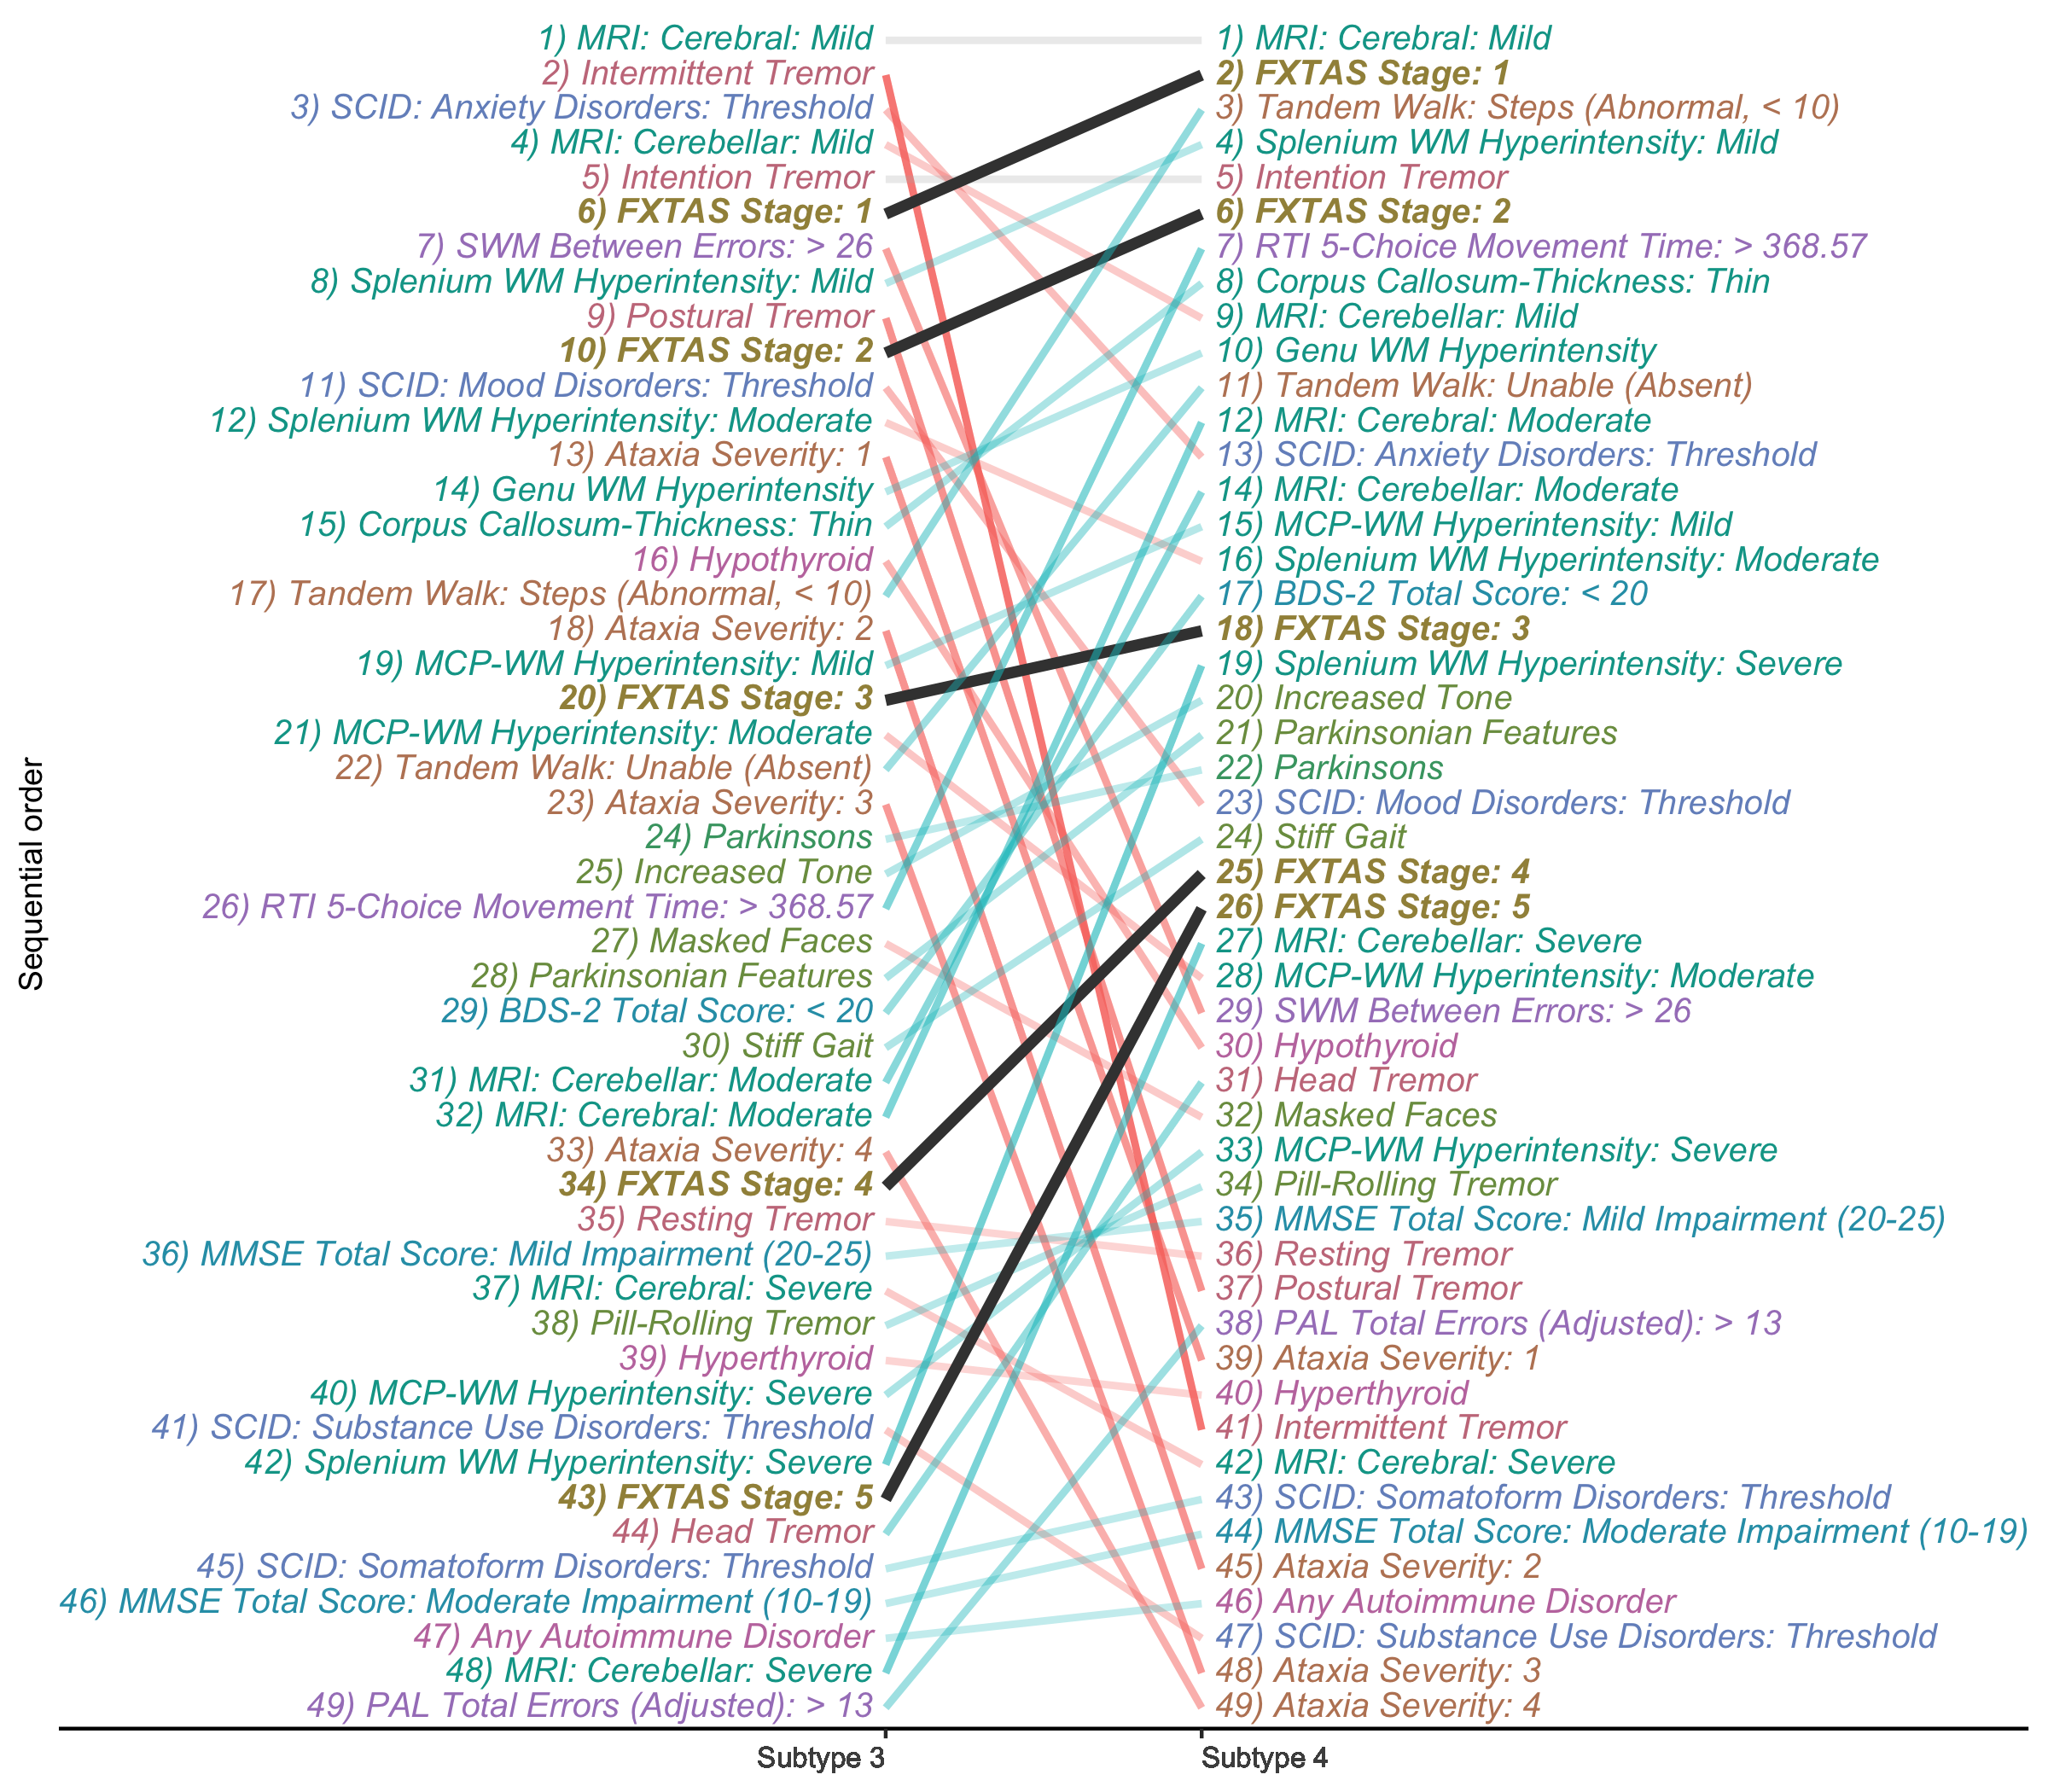 Sequential order
1) MRI: Cerebral: Mild
2) Intermittent Tremor
3) SCID: Anxiety Disorders: Threshold
4) MRI: Cerebellar: Mild
5) Intention Tremor
6) FXTAS Stage: 1
7) SWM Between Errors: > 26
8) Splenium WM Hyperintensity: Mild
9) Postural Tremor
10) FXTAS Stage: 2
11) SCID: Mood Disorders: Threshold
12) Splenium WM Hyperintensity: Moderate
13) Ataxia Severity: 1
14) Genu WM Hyperintensity
15) Corpus Callosum-Thickness: Thin
16) Hypothyroid
17) Tandem Walk: Steps (Abnormal, < 10)
18) Ataxia Severity: 2
19) MCP-WM Hyperintensity: Mild
20) FXTAS Stage: 3
21) MCP-WM Hyperintensity: Moderate
22) Tandem Walk: Unable (Absent)
23) Ataxia Severity: 3
24) Parkinsons
25) Increased Tone
26) RTI 5-Choice Movement Time: > 368.57
27) Masked Faces
28) Parkinsonian Features
29) BDS-2 Total Score: < 20
30) Stiff Gait
31) MRI: Cerebellar: Moderate
32) MRI: Cerebral: Moderate
33) Ataxia Severity: 4
34) FXTAS Stage: 4
35) Resting Tremor
36) MMSE Total Score: Mild Impairment (20-25)
37) MRI: Cerebral: Severe
38) Pill-Rolling Tremor
39) Hyperthyroid
40) MCP-WM Hyperintensity: Severe
41) SCID: Substance Use Disorders: Threshold
42) Splenium WM Hyperintensity: Severe
43) FXTAS Stage: 5
44) Head Tremor
45) SCID: Somatoform Disorders: Threshold
46) MMSE Total Score: Moderate Impairment (10-19)
47) Any Autoimmune Disorder
48) MRI: Cerebellar: Severe
49) PAL Total Errors (Adjusted): > 13
1) MRI: Cerebral: Mild
2) FXTAS Stage: 1
3) Tandem Walk: Steps (Abnormal, < 10)
4) Splenium WM Hyperintensity: Mild
5) Intention Tremor
6) FXTAS Stage: 2
7) RTI 5-Choice Movement Time: > 368.57
8) Corpus Callosum-Thickness: Thin
9) MRI: Cerebellar: Mild
10) Genu WM Hyperintensity
11) Tandem Walk: Unable (Absent)
12) MRI: Cerebral: Moderate
13) SCID: Anxiety Disorders: Threshold
14) MRI: Cerebellar: Moderate
15) MCP-WM Hyperintensity: Mild
16) Splenium WM Hyperintensity: Moderate
17) BDS-2 Total Score: < 20
18) FXTAS Stage: 3
19) Splenium WM Hyperintensity: Severe
20) Increased Tone
21) Parkinsonian Features
22) Parkinsons
23) SCID: Mood Disorders: Threshold
24) Stiff Gait
25) FXTAS Stage: 4
26) FXTAS Stage: 5
27) MRI: Cerebellar: Severe
28) MCP-WM Hyperintensity: Moderate
29) SWM Between Errors: > 26
30) Hypothyroid
31) Head Tremor
32) Masked Faces
33) MCP-WM Hyperintensity: Severe
34) Pill-Rolling Tremor
35) MMSE Total Score: Mild Impairment (20-25)
36) Resting Tremor
37) Postural Tremor
38) PAL Total Errors (Adjusted): > 13
39) Ataxia Severity: 1
40) Hyperthyroid
41) Intermittent Tremor
42) MRI: Cerebral: Severe
43) SCID: Somatoform Disorders: Threshold
44) MMSE Total Score: Moderate Impairment (10-19)
45) Ataxia Severity: 2
46) Any Autoimmune Disorder
47) SCID: Substance Use Disorders: Threshold
48) Ataxia Severity: 3
49) Ataxia Severity: 4
Subtype 3
Subtype 4